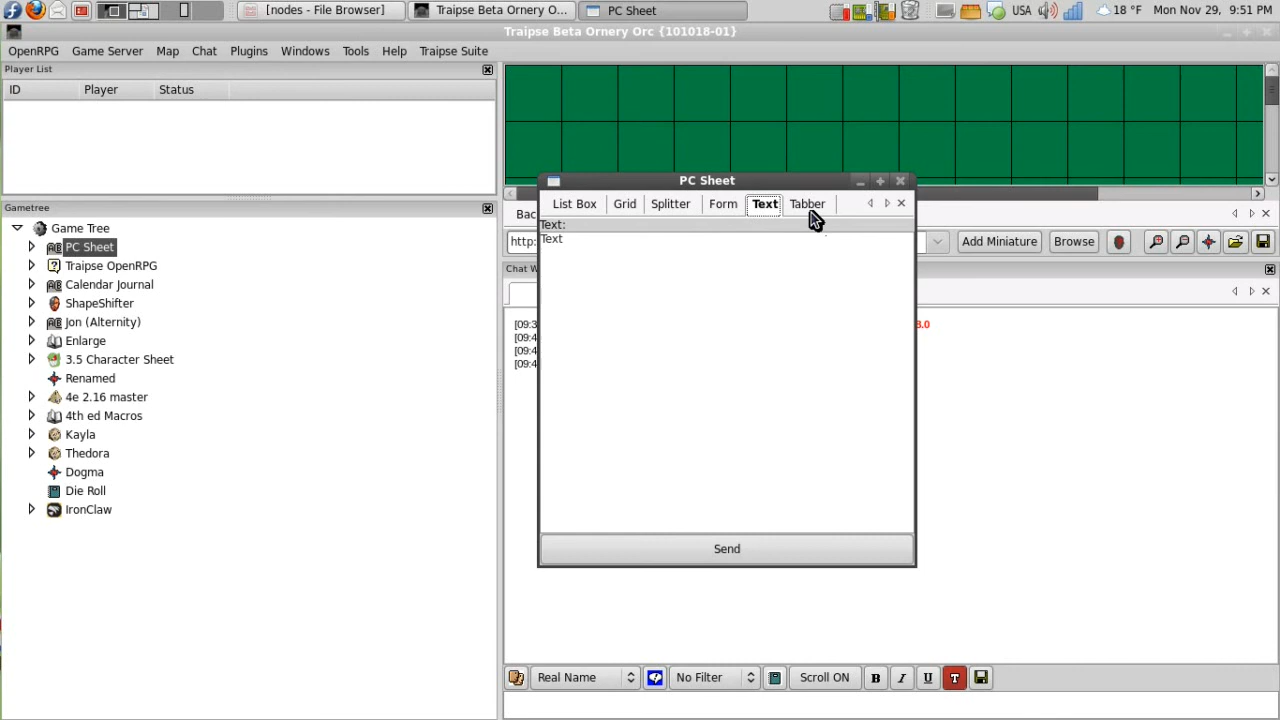 [nodes - File Browser] Traipse Beta Ornery O... PC Sheet USA 18 °F Mon Nov 29, 9:51 PM
Traipse Beta Ornery Orc {101018-01}
OpenRPG Game Server Map Chat Plugins Windows Tools Help Traipse Suite
Player List
ID Player Status
Gametree
Game Tree
PC Sheet
Traipse OpenRPG
Calendar Journal
ShapeShifter
Jon (Alternity)
Enlarge
3.5 Character Sheet
Renamed
4e 2.16 master
4th ed Macros
Kayla
Thedora
Dogma
Die Roll
IronClaw
PC Sheet
List Box Grid Splitter Form Text Tabber
Text:
Text
Send
Bac
http: Add Miniature Browse
Chat W
[09:3 3.0
[09:4
[09:4
[09:4
Real Name No Filter Scroll ON B I U T